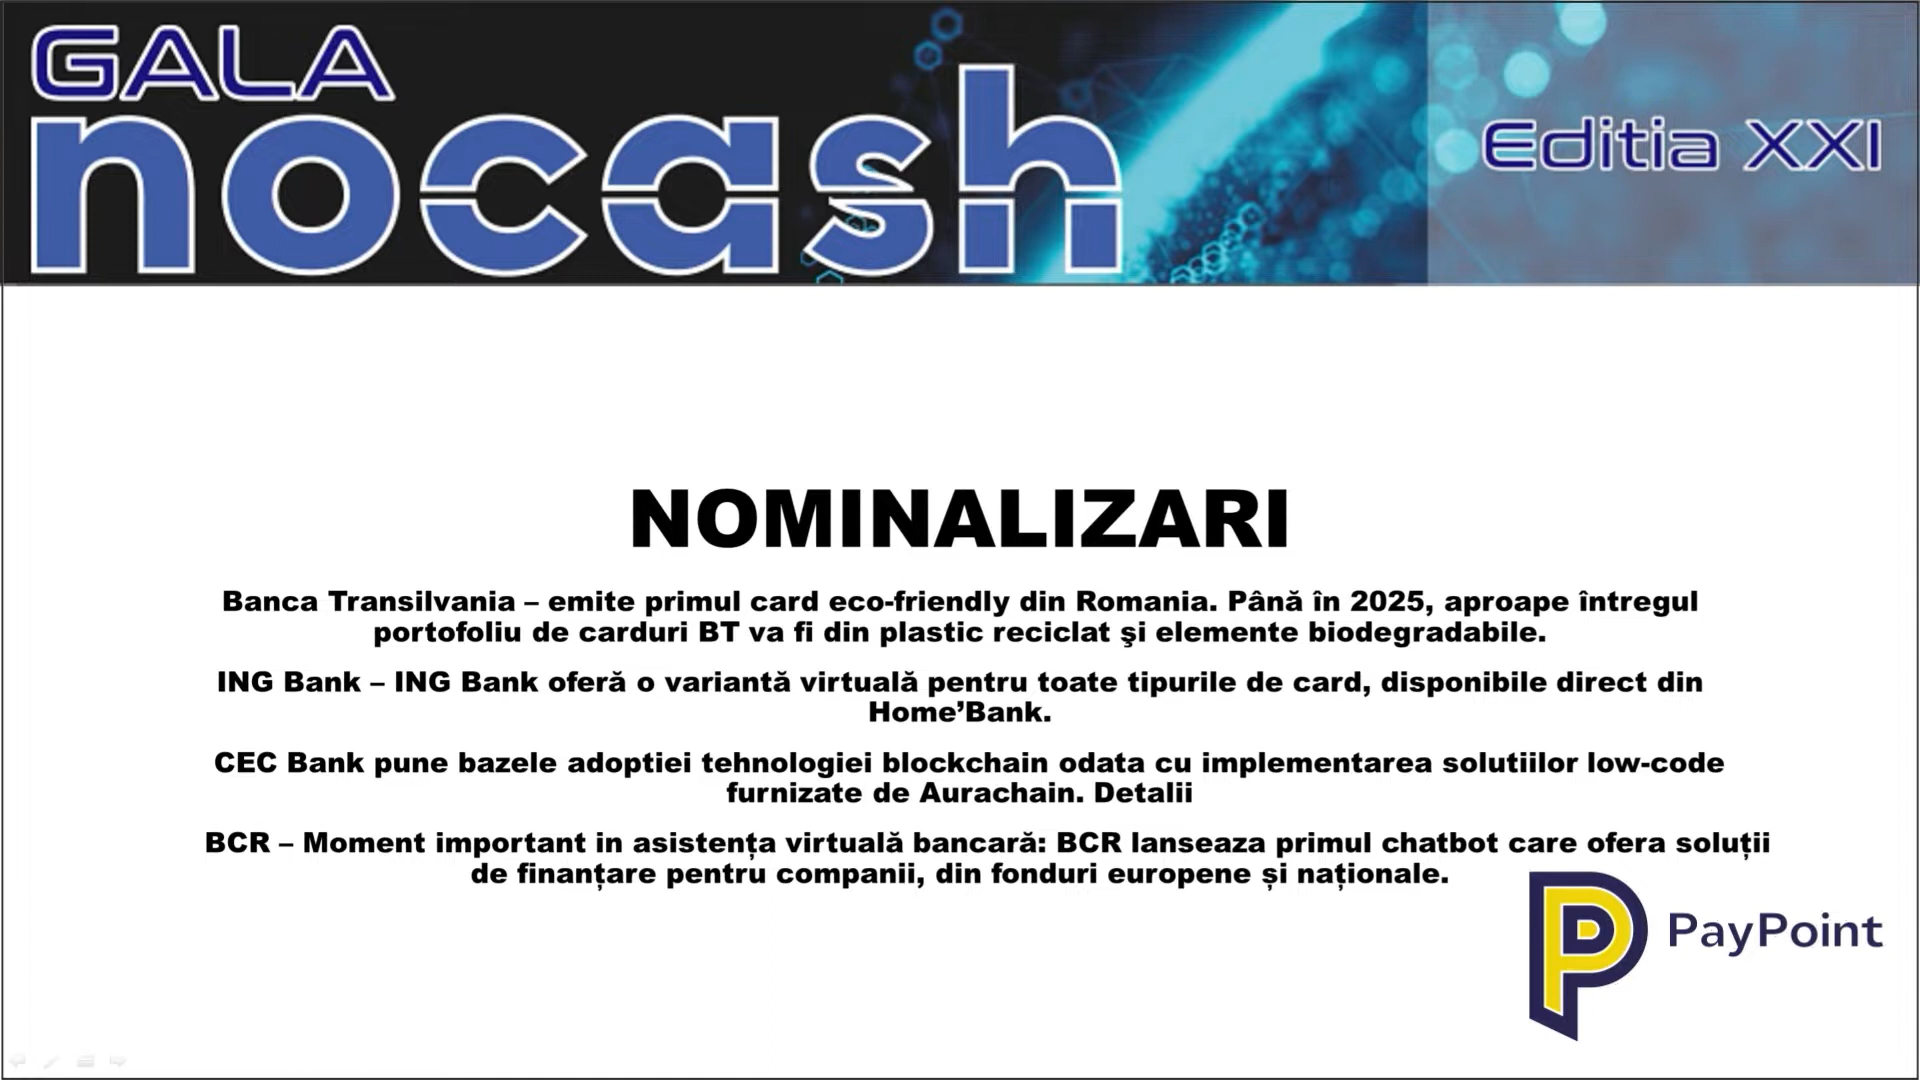 GALA
nocash
Editia XXI
NOMINALIZARI
Banca Transilvania – emite primul card eco-friendly din Romania. Până în 2025, aproape întregul
portofoliu de carduri BT va fi din plastic reciclat şi elemente biodegradabile.
ING Bank – ING Bank oferă o variantă virtuală pentru toate tipurile de card, disponibile direct din
Home’Bank.
CEC Bank pune bazele adoptiei tehnologiei blockchain odata cu implementarea solutiilor low-code
furnizate de Aurachain. Detalii
BCR – Moment important in asistența virtuală bancară: BCR lanseaza primul chatbot care ofera soluții
de finanțare pentru companii, din fonduri europene și naționale.
PayPoint